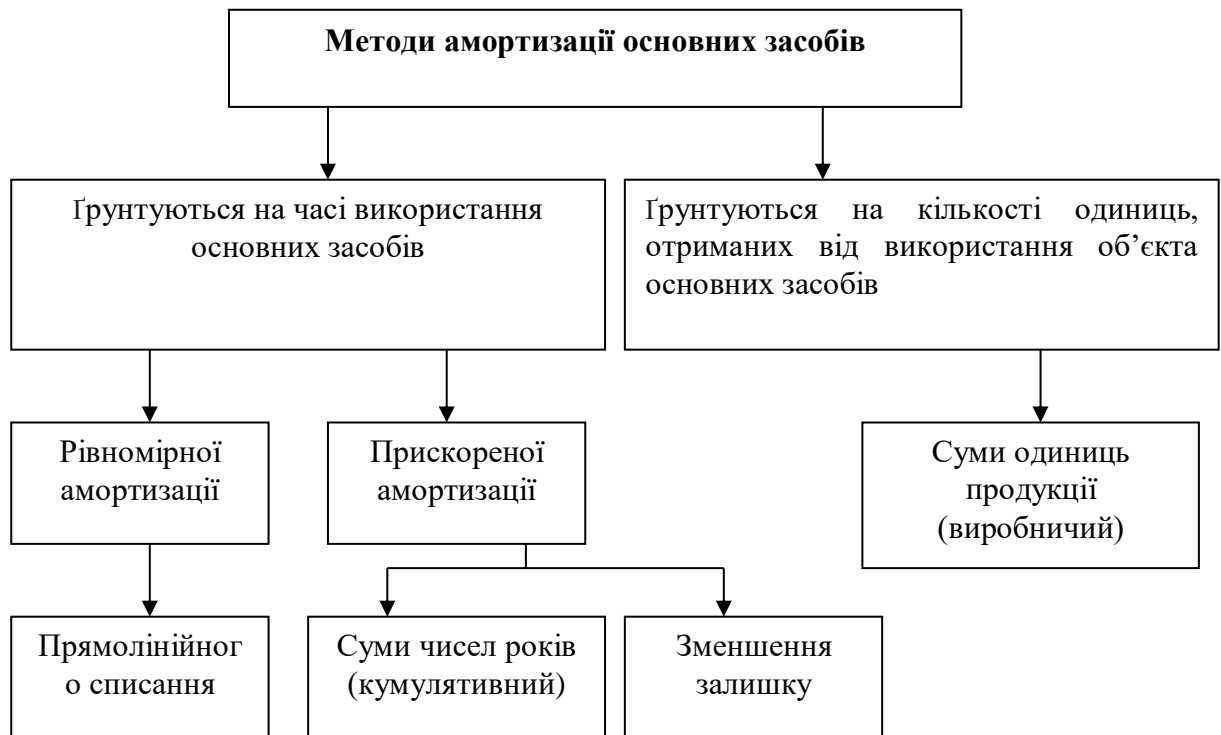 Методи амортизації основних засобів
Ґрунтуються на часі використання
основних засобів
Ґрунтуються на кількості одиниць,
отриманих від використання об’єкта
основних засобів
Рівномірної
амортизації
Прискореної
амортизації
Суми одиниць
продукції
(виробничий)
Прямолінійног
о списання
Суми чисел років
(кумулятивний)
Зменшення
залишку